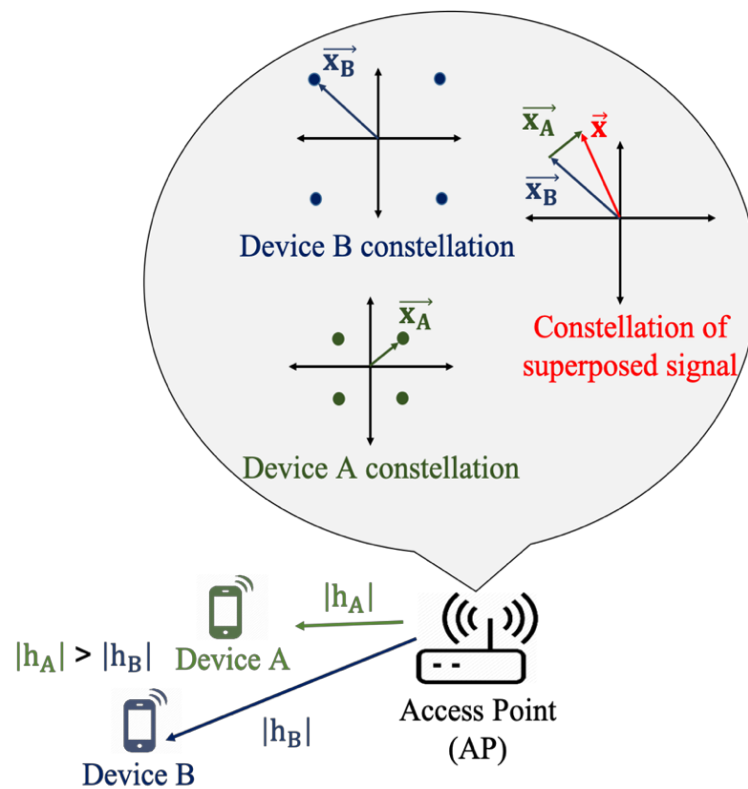 x_B
Device B constellation
x_A
x
x_B
Constellation of
superposed signal
x_A
Device A constellation
|h_A|
|h_A| > |h_B|
Device A
|h_B|
Device B
Access Point
(AP)